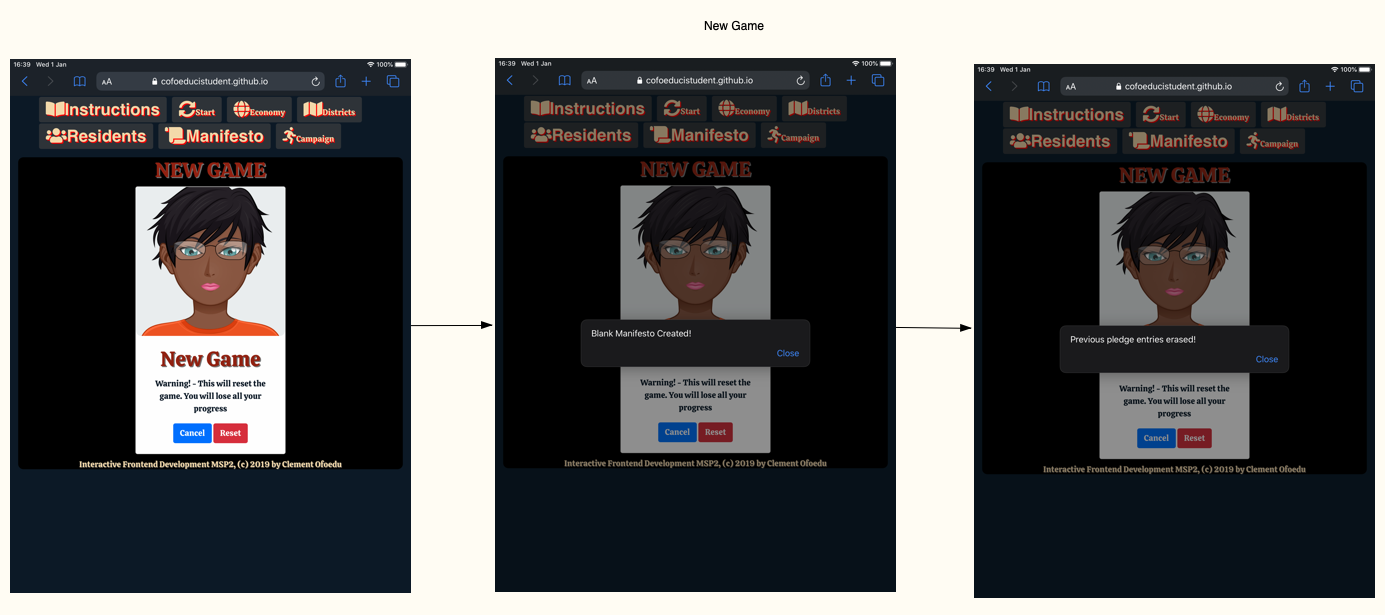 New Game
16:39 Wed 1 Jan 100%
AA cofoeducistudent.github.io
Instructions Start Economy Districts
Residents Manifesto Campaign
NEW GAME
New Game
Warning! - This will reset the
game. You will lose all your
progress
Cancel Reset
Interactive Frontend Development MSP2, (c) 2019 by Clement Ofoedu
16:39 Wed 1 Jan 100%
AA cofoeducistudent.github.io
Instructions Start Economy Districts
Residents Manifesto Campaign
NEW GAME
Blank Manifesto Created!
Close
Warning! - This will reset the
game. You will lose all your
progress
Cancel Reset
Interactive Frontend Development MSP2, (c) 2019 by Clement Ofoedu
16:39 Wed 1 Jan 100%
AA cofoeducistudent.github.io
Instructions Start Economy Districts
Residents Manifesto Campaign
NEW GAME
Previous pledge entries erased!
Close
Warning! - This will reset the
game. You will lose all your
progress
Cancel Reset
Interactive Frontend Development MSP2, (c) 2019 by Clement Ofoedu